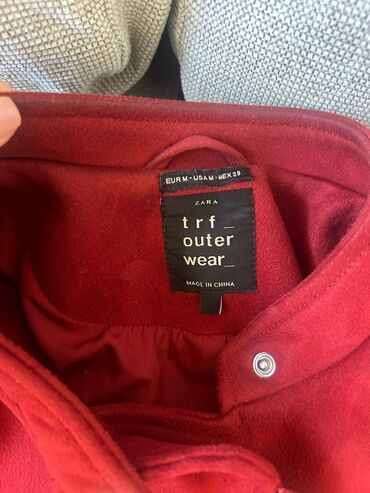 EUR M - USA M - MEX 28
ZARA
trf_
outer
wear_
MADE IN CHINA